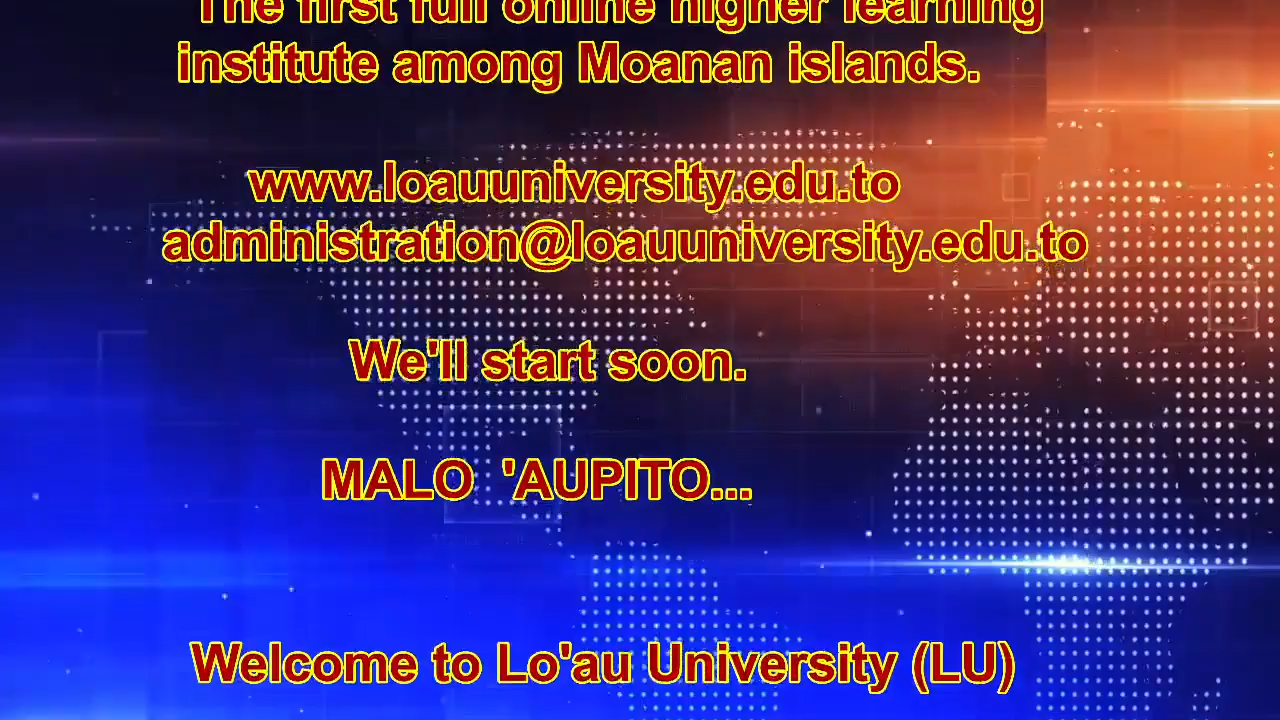 The first full online higher learning
institute among Moanan islands.
www.loauuniversity.edu.to
administration@loauuniversity.edu.to
We'll start soon.
MALO 'AUPITO...
Welcome to Lo'au University (LU)